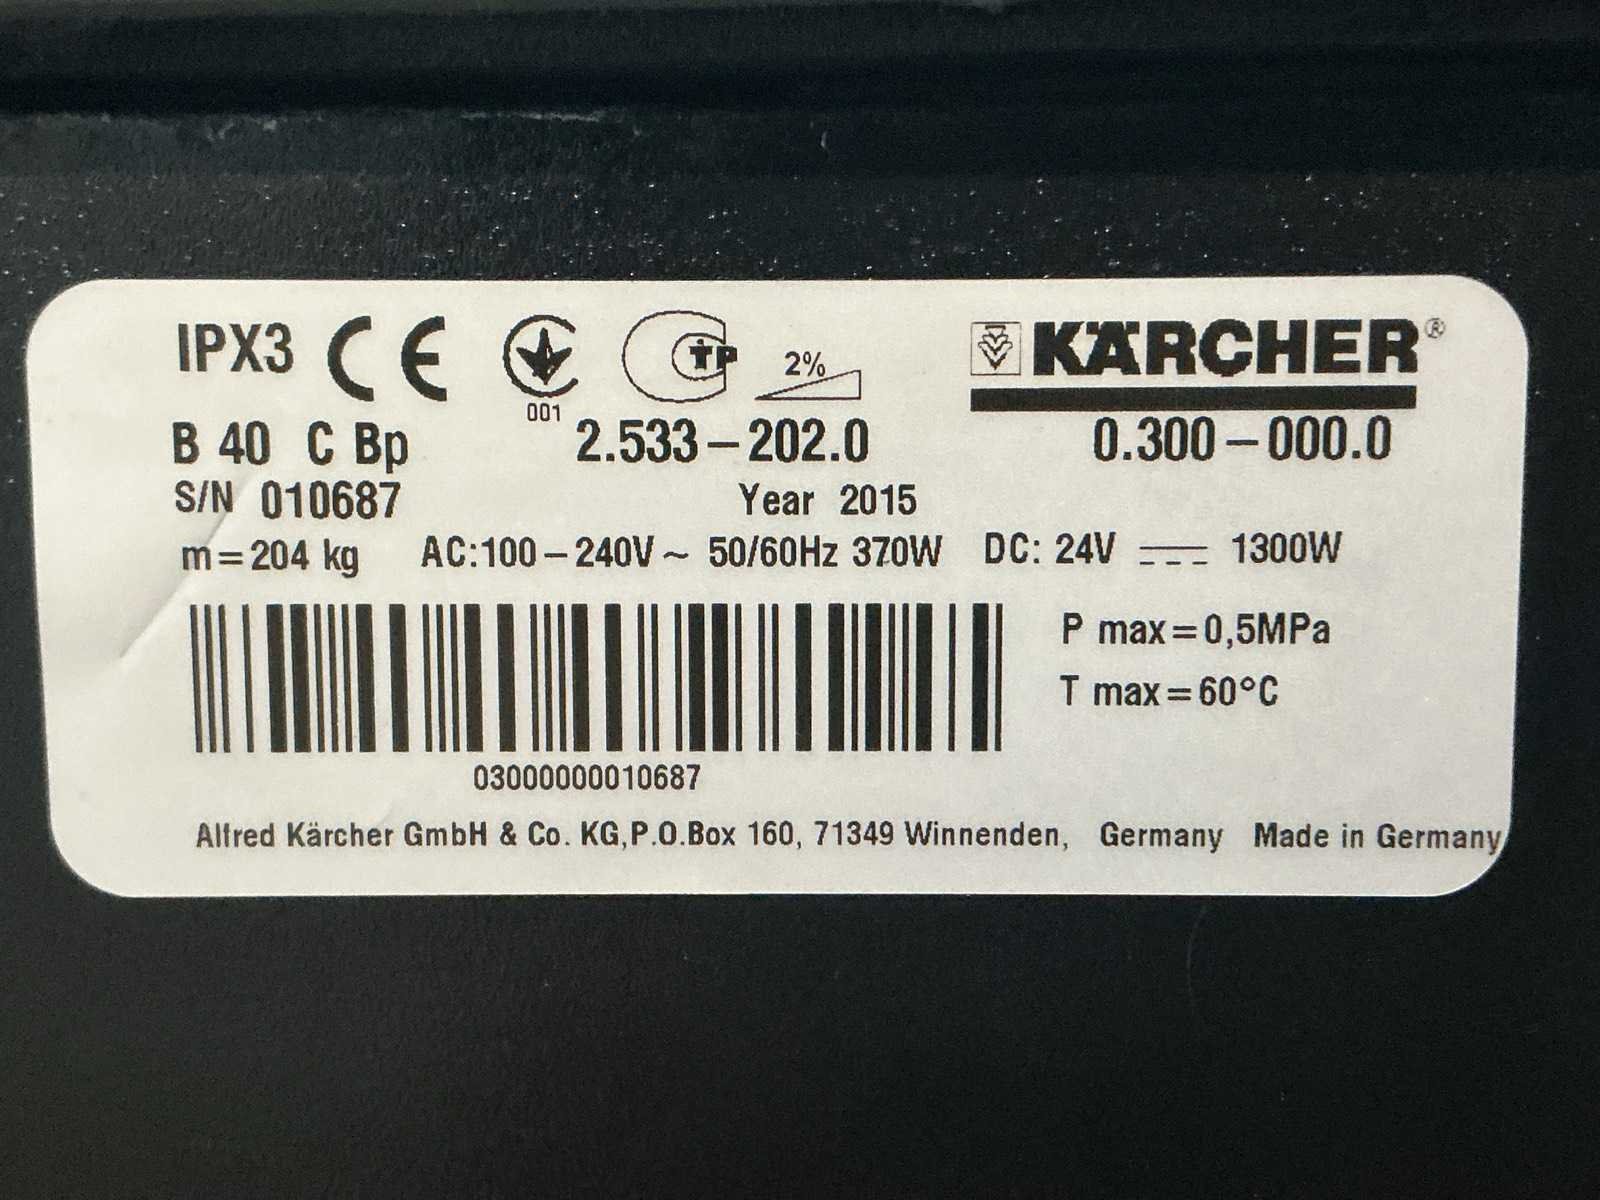 IPX3 CE 001 TP 2% KÄRCHER®
B 40 C Bp 2.533-202.0 0.300-000.0
S/N 010687 Year 2015
m=204 kg AC:100-240V~ 50/60Hz 370W DC: 24V ⎓ 1300W
P max=0,5MPa
T max=60°C
03000000010687
Alfred Kärcher GmbH & Co. KG,P.O.Box 160, 71349 Winnenden, Germany Made in Germany